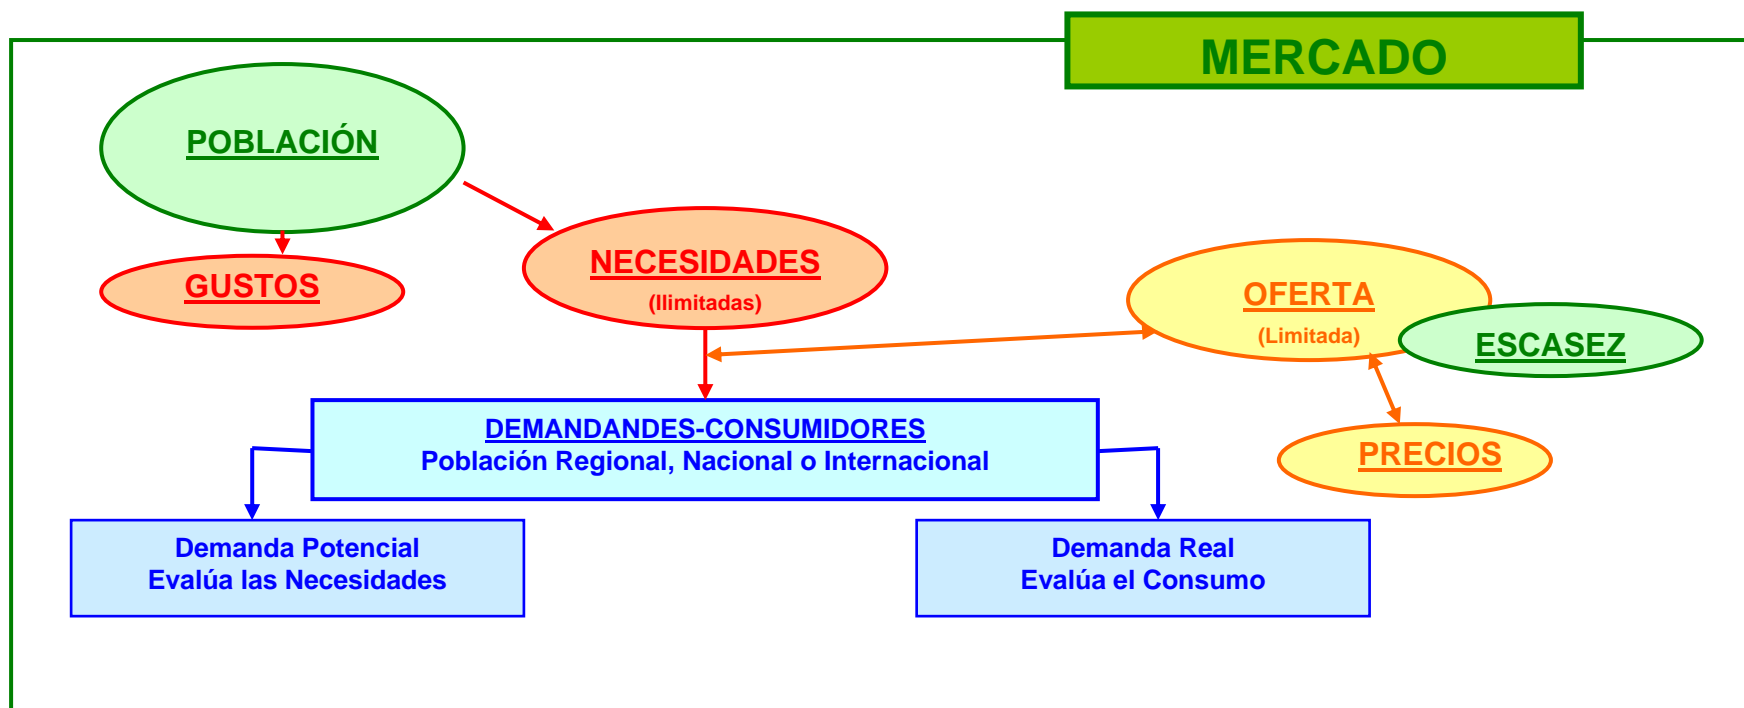 MERCADO
POBLACIÓN
GUSTOS
NECESIDADES
(Ilimitadas)
OFERTA
(Limitada)
ESCASEZ
PRECIOS
DEMANDANDES-CONSUMIDORES
Población Regional, Nacional o Internacional
Demanda Potencial
Evalúa las Necesidades
Demanda Real
Evalúa el Consumo